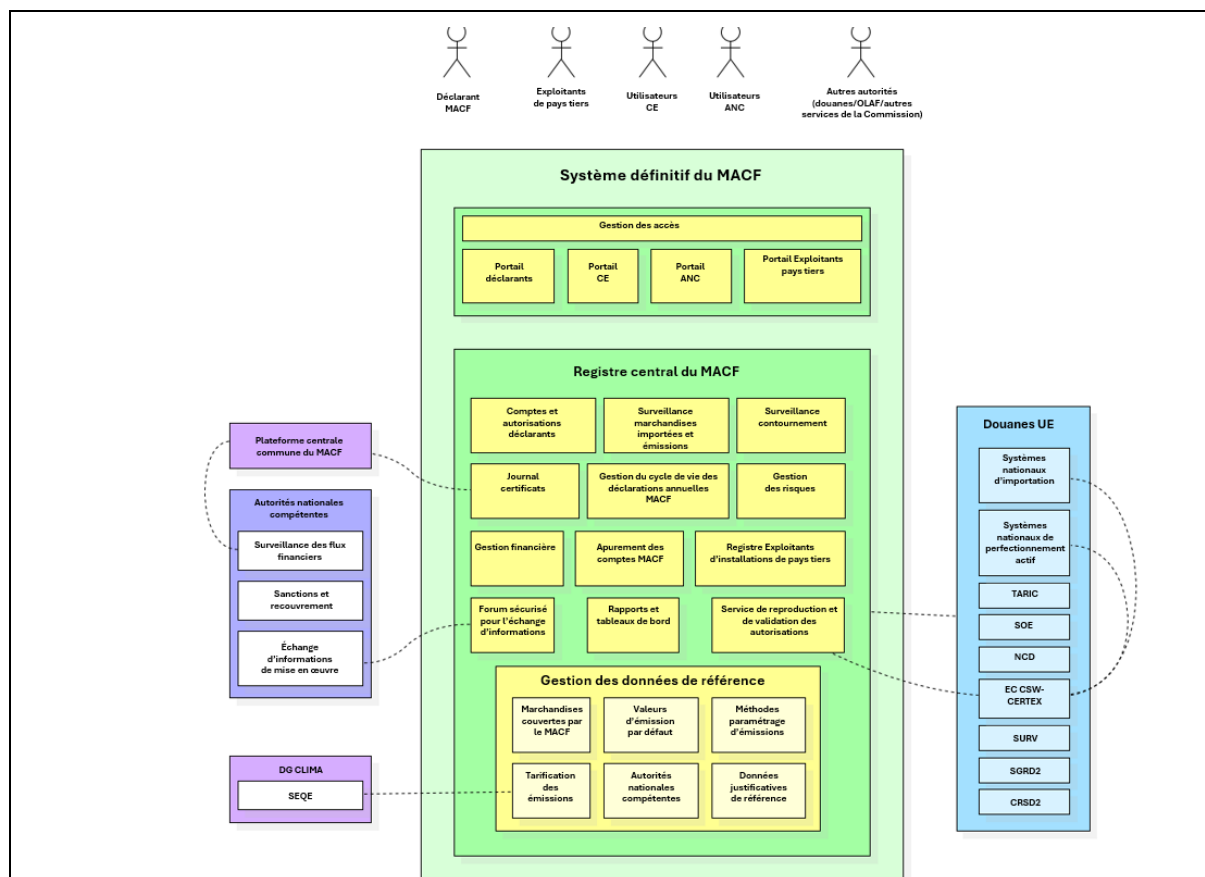 Déclarant
MACF
Exploitants
de pays tiers
Utilisateurs
CE
Utilisateurs
ANC
Autres autorités
(douanes/OLAF/autres
services de la Commission)
Système définitif du MACF
Gestion des accès
Portail
déclarants
Portail
CE
Portail
ANC
Portail Exploitants
pays tiers
Registre central du MACF
Comptes et
autorisations
déclarants
Surveillance
marchandises
importées et
émissions
Surveillance
contournement
Journal
certificats
Gestion du cycle de vie des
déclarations annuelles
MACF
Gestion
des risques
Gestion financière
Apurement des
comptes MACF
Registre Exploitants
d'installations de pays tiers
Forum sécurisé
pour l'échange
d'informations
Rapports et
tableaux de bord
Service de reproduction et
de validation des
autorisations
Gestion des données de référence
Marchandises
couvertes par
le MACF
Valeurs
d'émission
par défaut
Méthodes
paramétrage
d'émissions
Tarification
des
émissions
Autorités
nationales
compétentes
Données
justificatives
de référence
Plateforme centrale
commune du MACF
Autorités nationales
compétentes
Surveillance des flux
financiers
Sanctions et
recouvrement
Échange
d'informations
de mise en œuvre
DG CLIMA
SEQE
Douanes UE
Systèmes
nationaux
d'importation
Systèmes
nationaux de
perfectionnement
actif
TARIC
SOE
NCD
EC CSW-
CERTEX
SURV
SGRD2
CRSD2